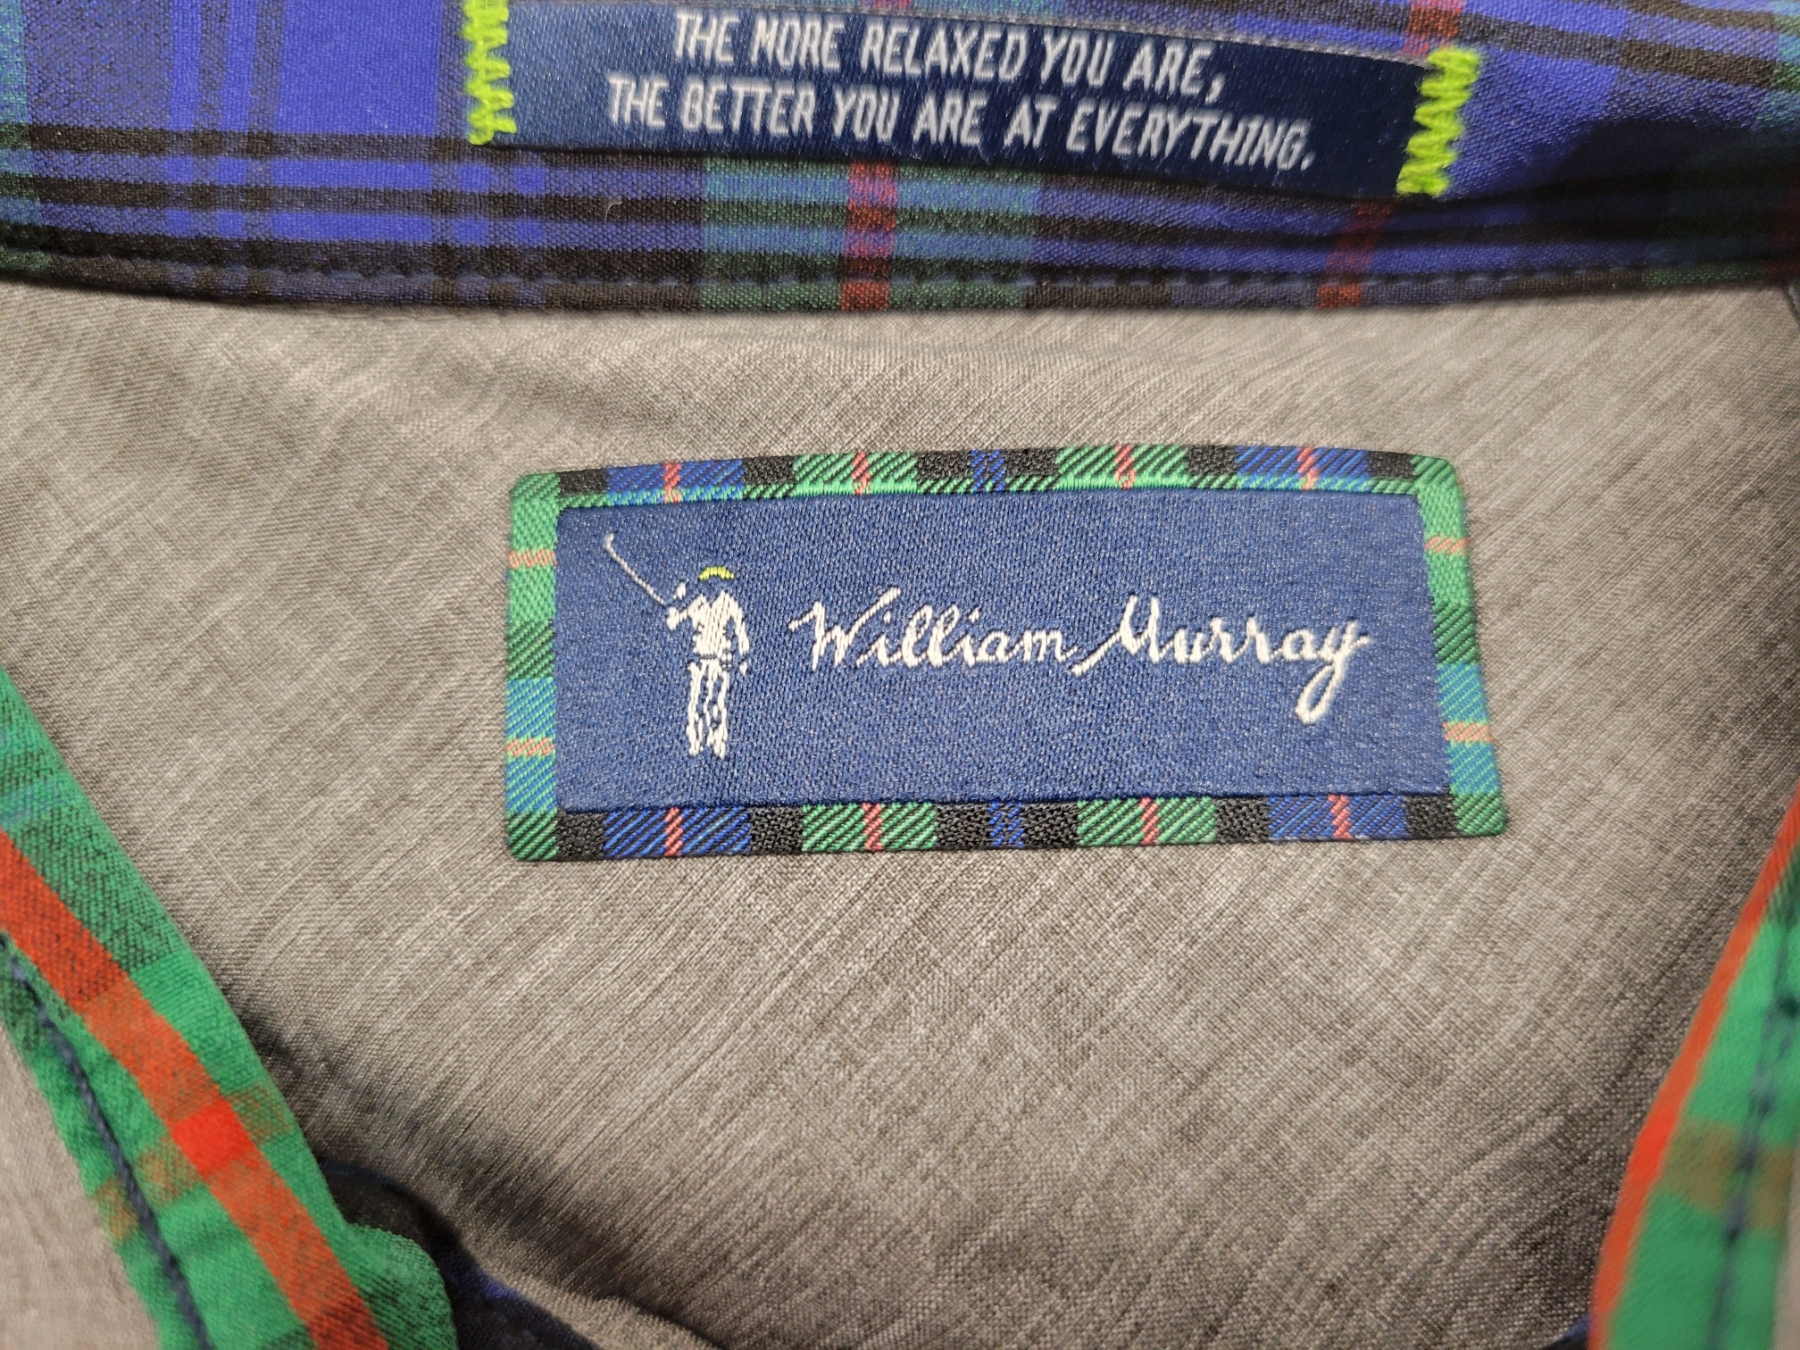 THE MORE RELAXED YOU ARE,
THE BETTER YOU ARE AT EVERYTHING.
William Murray